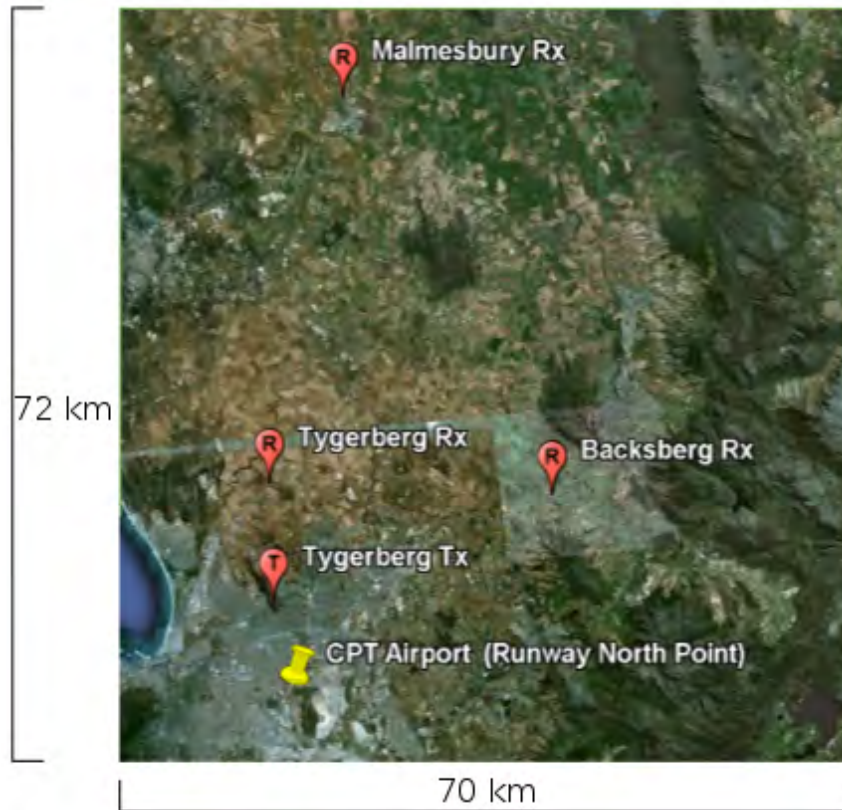 R Malmesbury Rx
72 km
R Tygerberg Rx
R Backsberg Rx
T Tygerberg Tx
CPT Airport (Runway North Point)
70 km